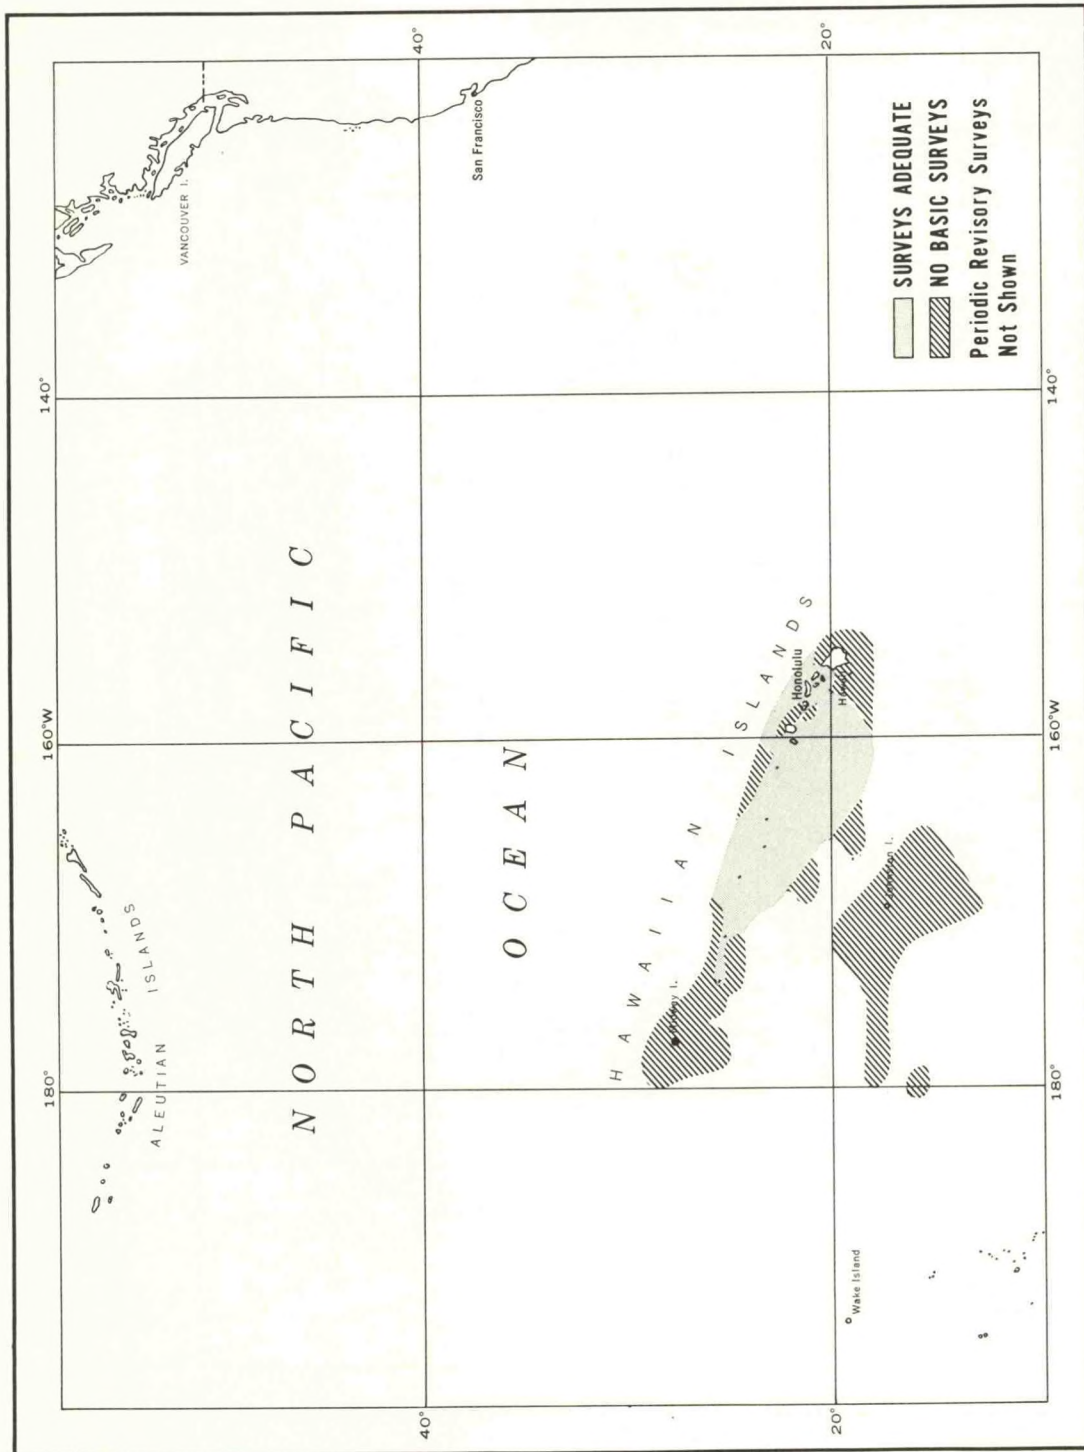 40°
20°
VANCOUVER I.
San Francisco
SURVEYS ADEQUATE
NO BASIC SURVEYS
Periodic Revisory Surveys
Not Shown
140°
140°
NORTH PACIFIC
OCEAN
HAWAIIAN ISLANDS
Honolulu
160°W
160°
ALEUTIAN ISLANDS
180°
180°
Wake Island
40°
20°